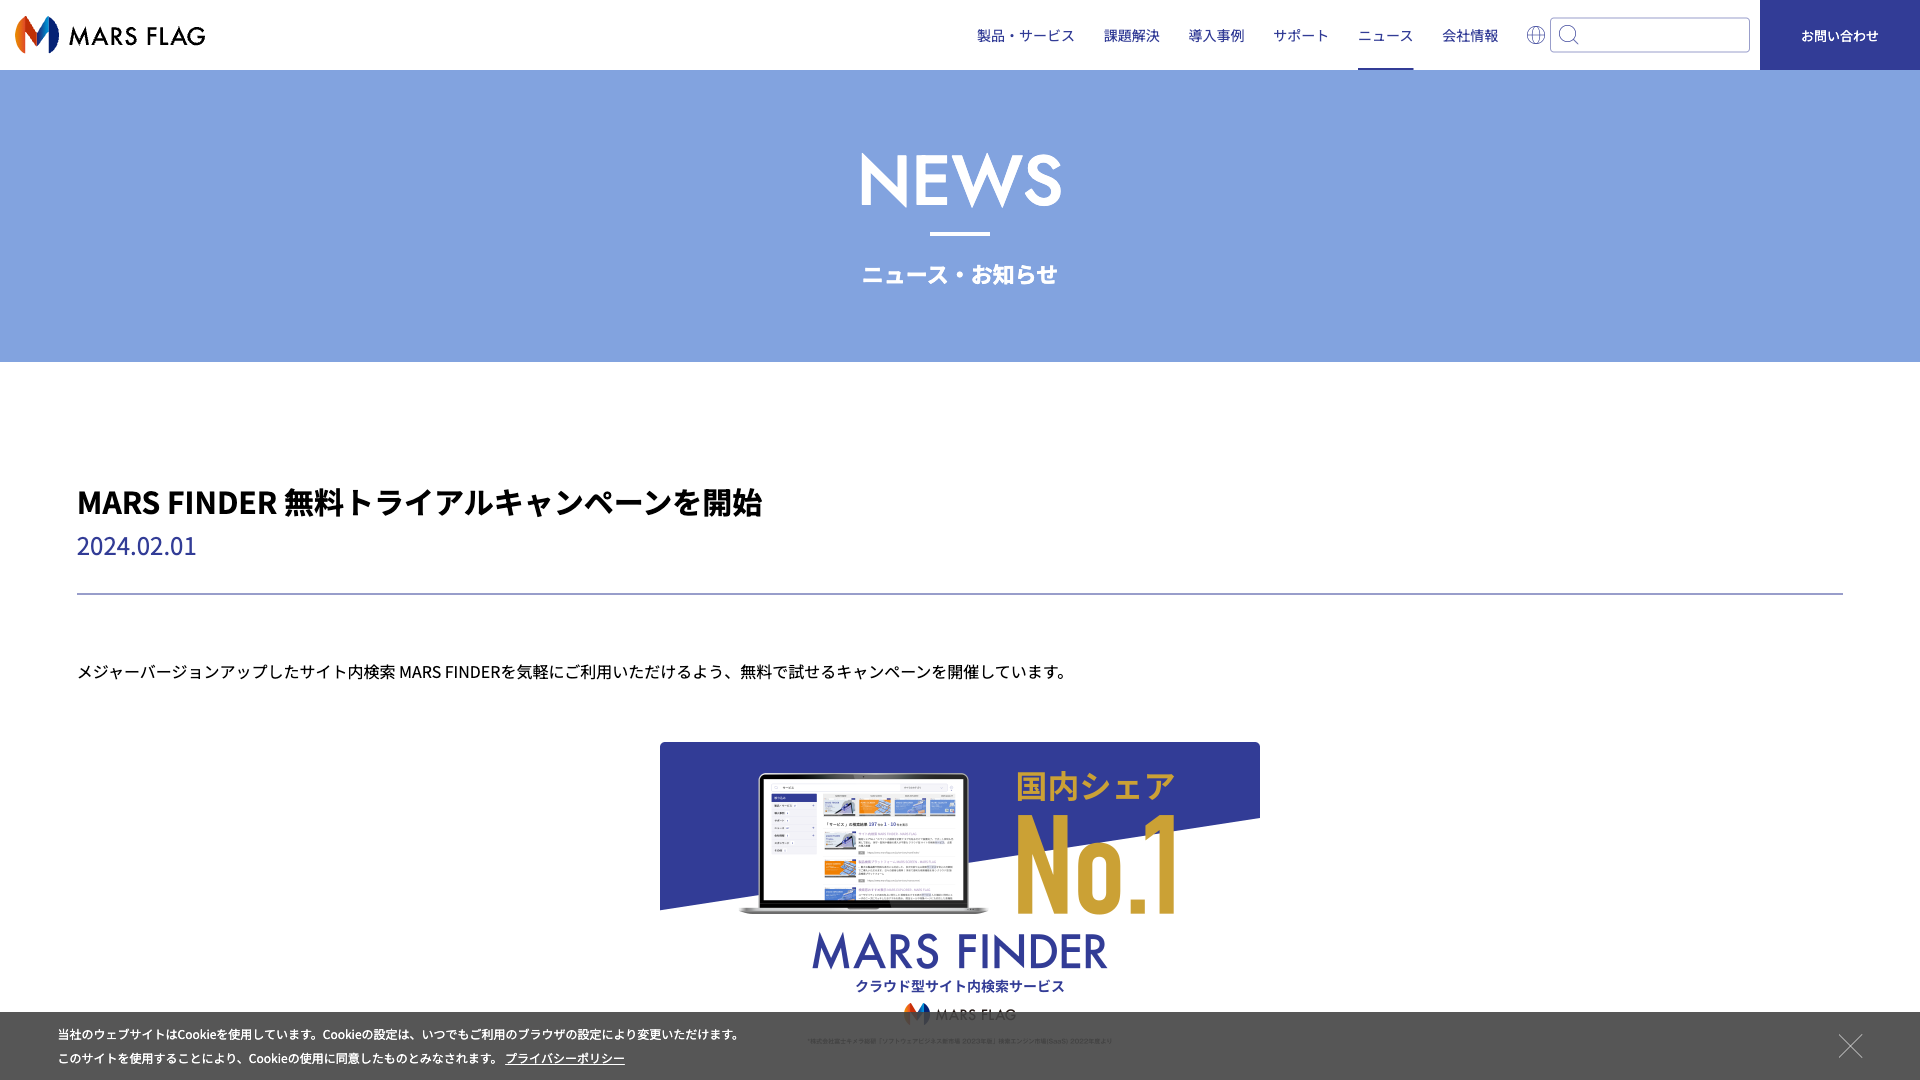 MARS FLAG
製品・サービス
課題解決
導入事例
サポート
ニュース
会社情報
お問い合わせ
NEWS
ニュース・お知らせ
MARS FINDER 無料トライアルキャンペーンを開始
2024.02.01
メジャーバージョンアップしたサイト内検索 MARS FINDERを気軽にご利用いただけるよう、無料で試せるキャンペーンを開催しています。
国内シェア
No.1
MARS FINDER
クラウド型サイト内検索サービス
MARS FLAG
当社のウェブサイトはCookieを使用しています。Cookieの設定は、いつでもご利用のブラウザの設定により変更いただけます。
このサイトを使用することにより、Cookieの使用に同意したものとみなされます。 プライバシーポリシー